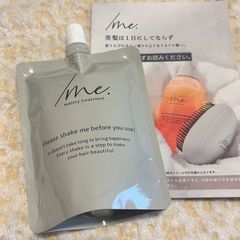 me.
watery treatment
Please shake me before you use!
It doesn't take long to bring happiness.
Every shake is a step to make
your hair beautiful.
me.
美髪は1日にしてならず
ずお読みください。
me.